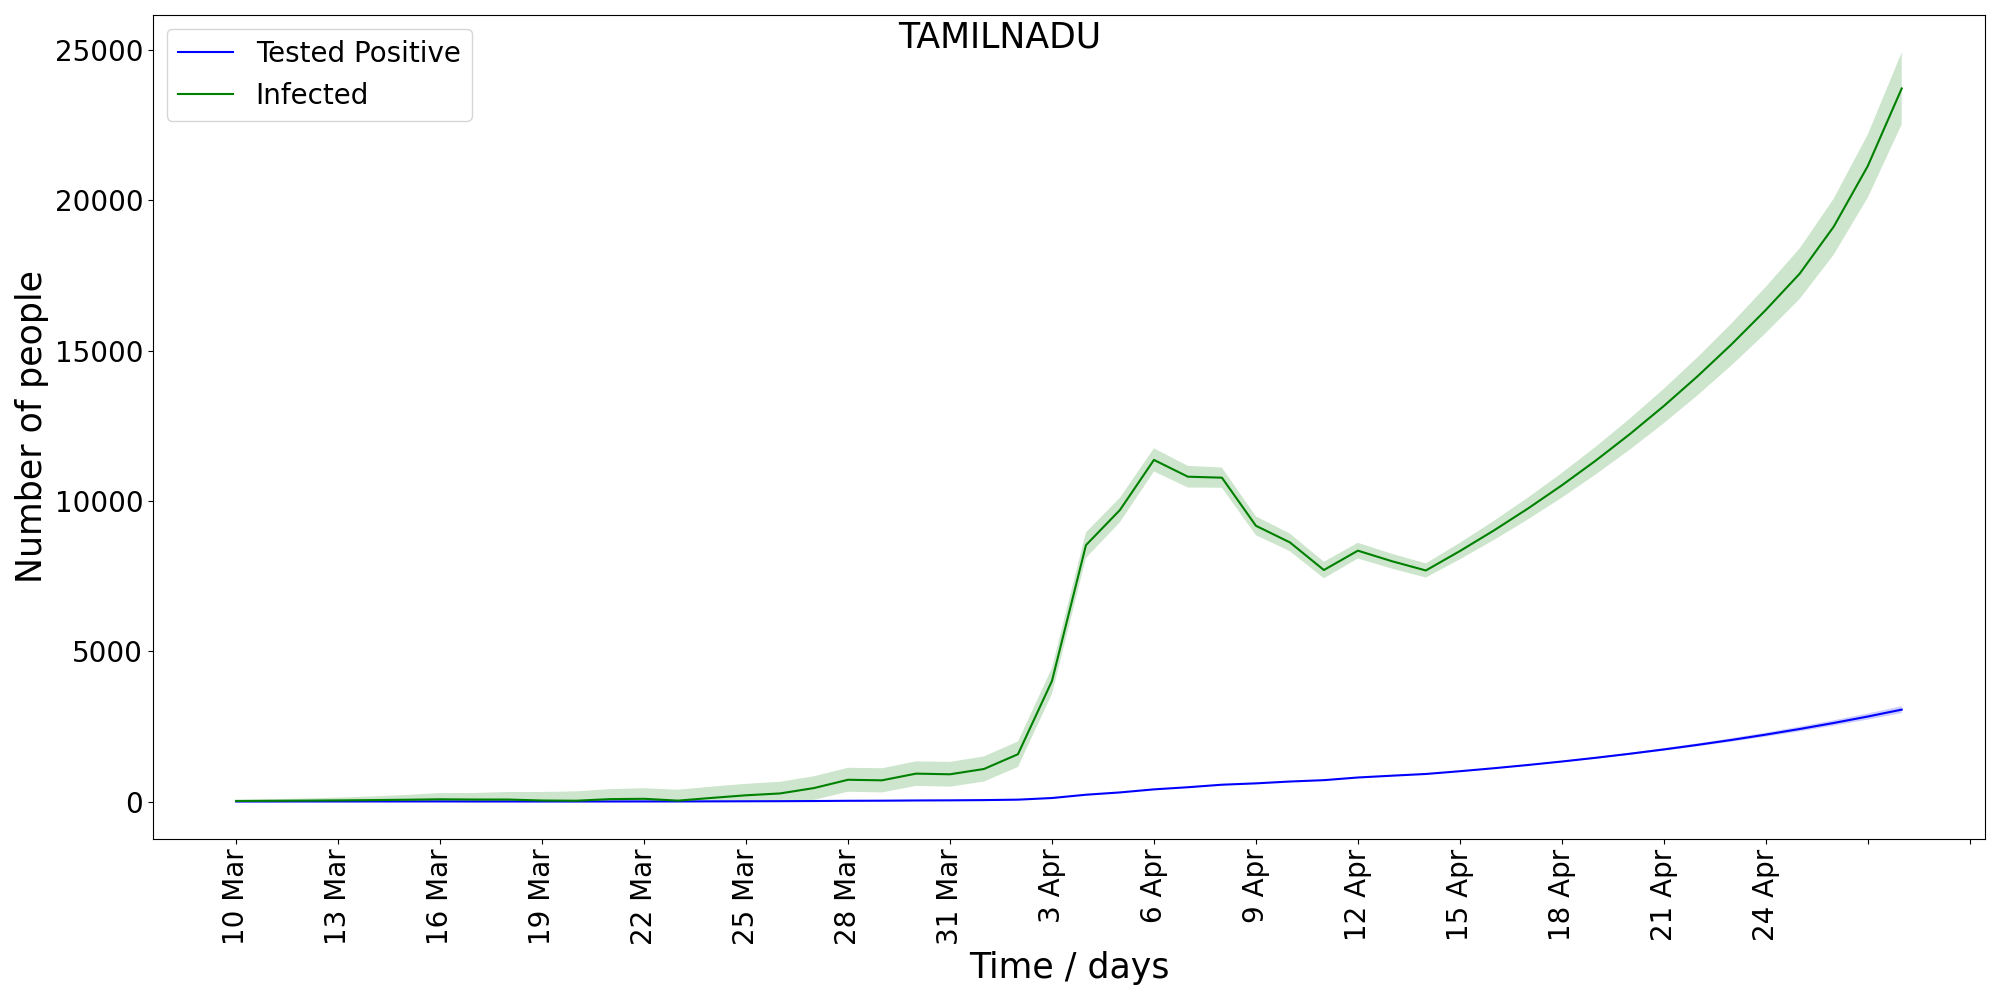 TAMILNADU
Tested Positive
Infected
Number of people
25000
20000
15000
10000
5000
0
10 Mar
13 Mar
16 Mar
19 Mar
22 Mar
25 Mar
28 Mar
31 Mar
3 Apr
6 Apr
9 Apr
12 Apr
15 Apr
18 Apr
21 Apr
24 Apr
Time / days